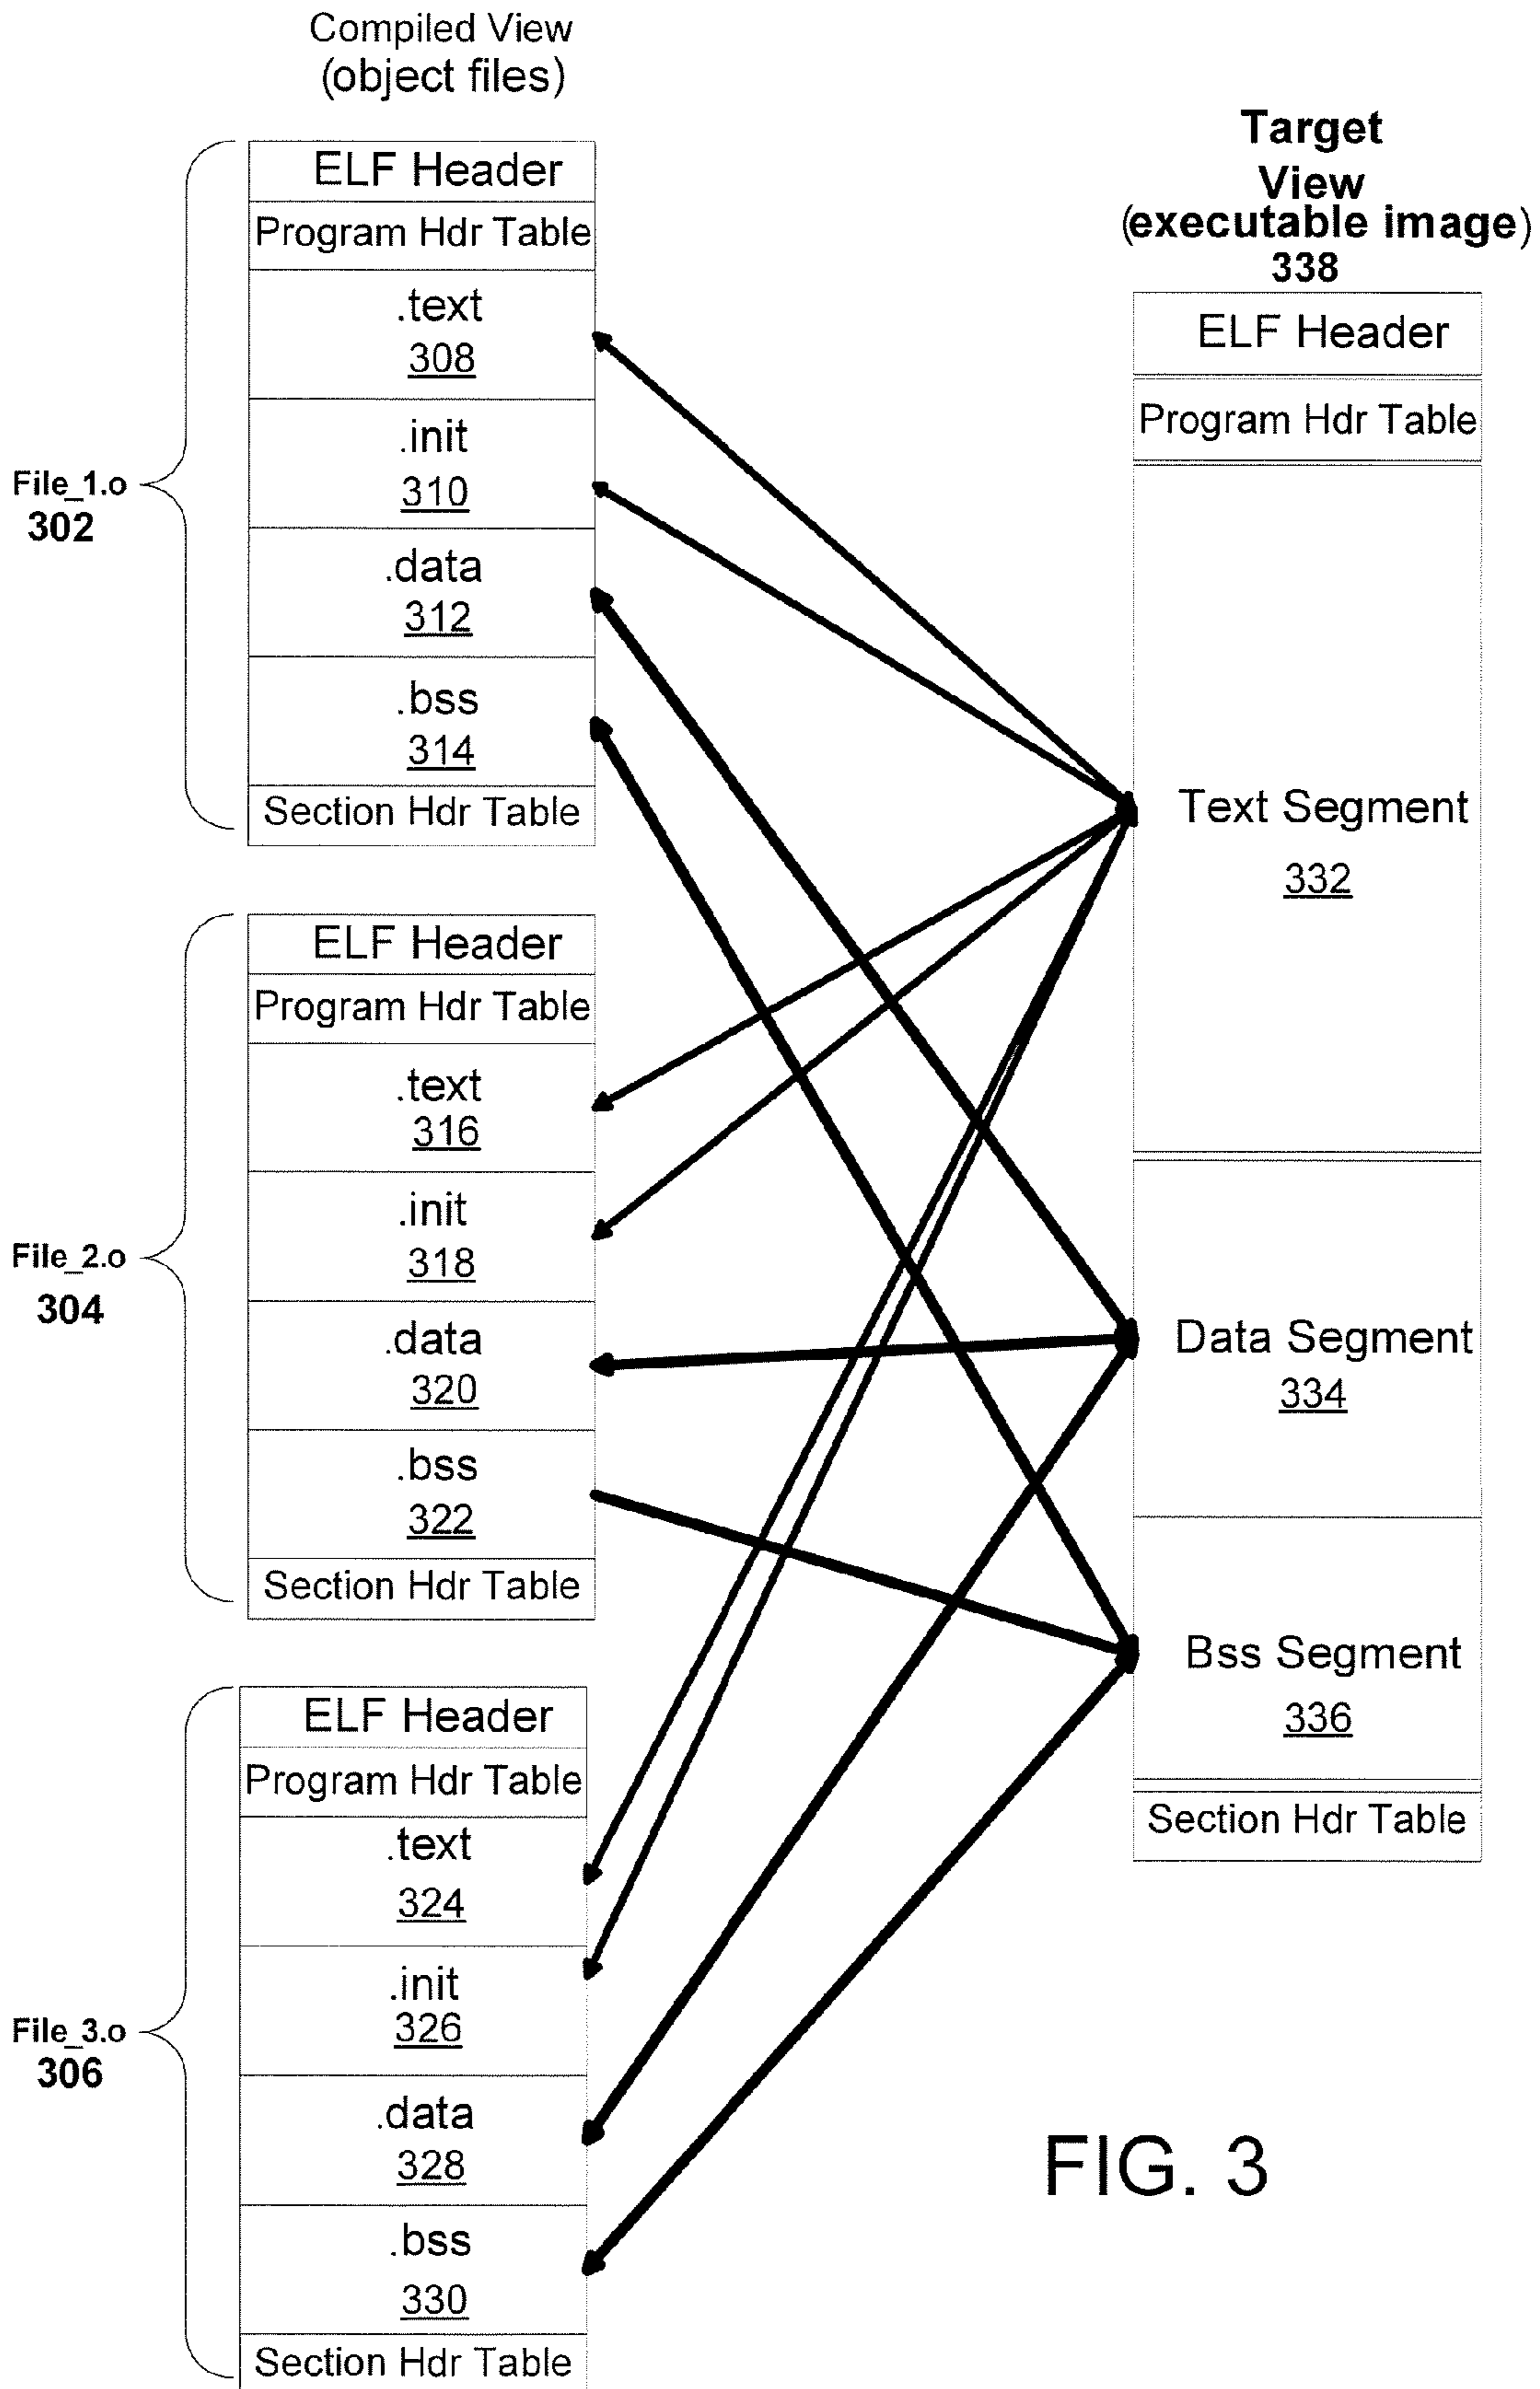 Compiled View
(object files)
ELF Header
Program Hdr Table
.text
308
.init
310
.data
312
.bss
314
Section Hdr Table
File_1.o
302
ELF Header
Program Hdr Table
.text
316
.init
318
.data
320
.bss
322
Section Hdr Table
File_2.o
304
ELF Header
Program Hdr Table
.text
324
.init
326
.data
328
.bss
330
Section Hdr Table
File_3.o
306
Target
View
(executable image)
338
ELF Header
Program Hdr Table
Text Segment
332
Data Segment
334
Bss Segment
336
Section Hdr Table
FIG. 3